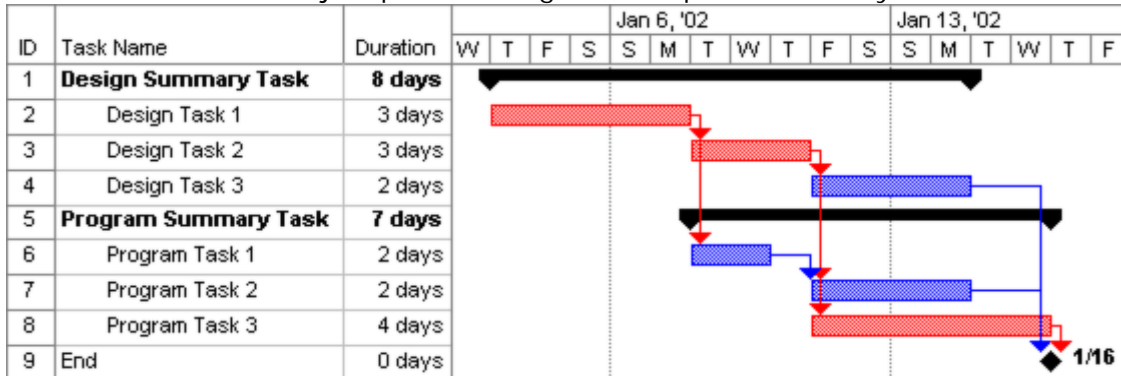 Jan 6, '02 Jan 13, '02
ID Task Name Duration W T F S S M T W T F S S M T W T F
1 Design Summary Task 8 days
2 Design Task 1 3 days
3 Design Task 2 3 days
4 Design Task 3 2 days
5 Program Summary Task 7 days
6 Program Task 1 2 days
7 Program Task 2 2 days
8 Program Task 3 4 days
9 End 0 days 1/16